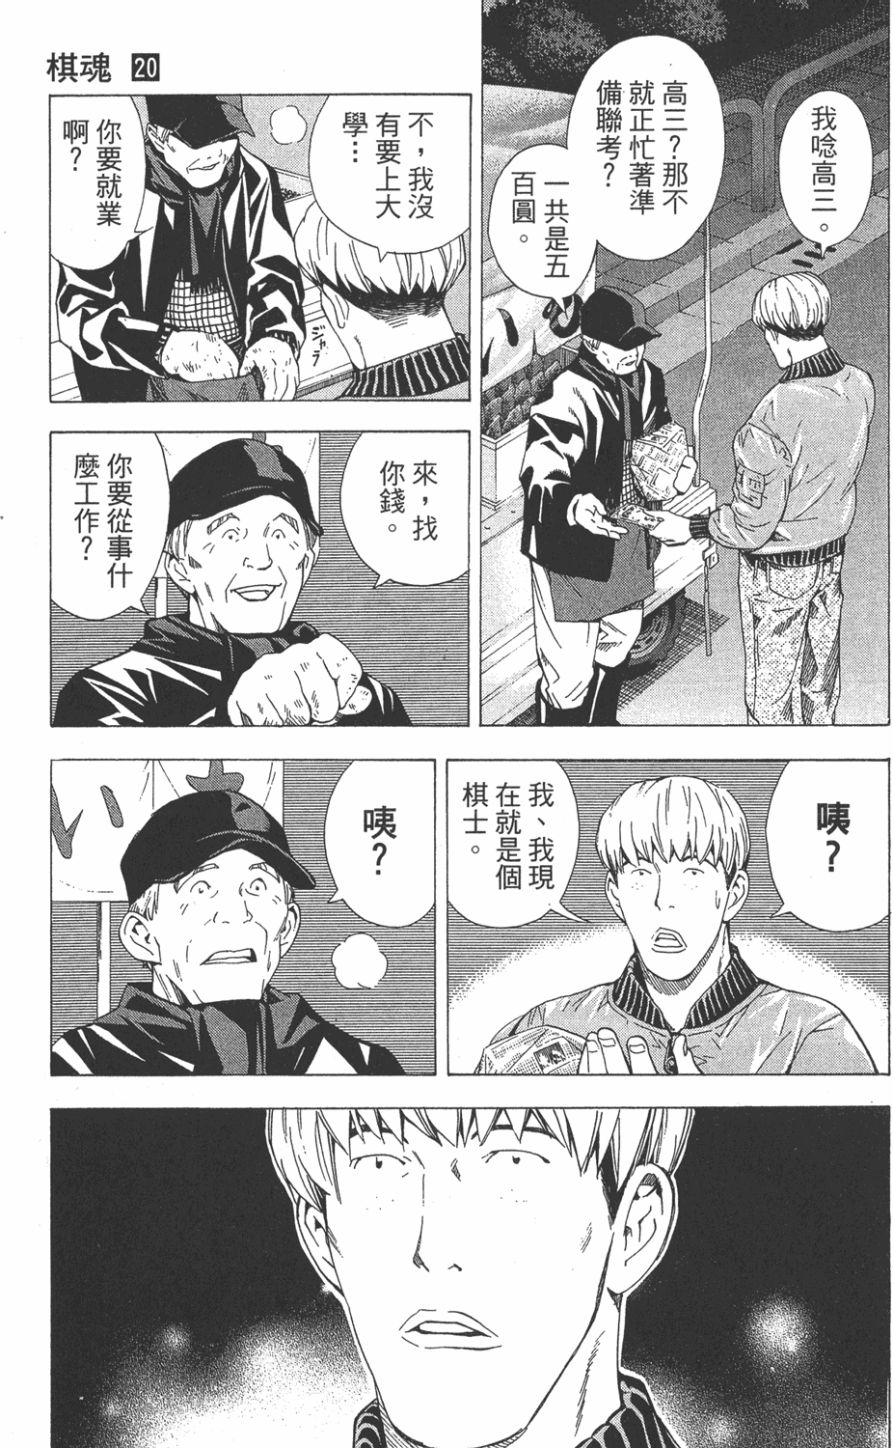 棋魂 20
我唸高三。
高三？那不
就正忙著準
備聯考？
一共是五
百圓。
不，我沒
有要上大
學…
你要就業
啊？
ジャラ
來，找
你錢。
你要從事什
麼工作？
咦？
我、我現
在就是個
棋士。
咦？